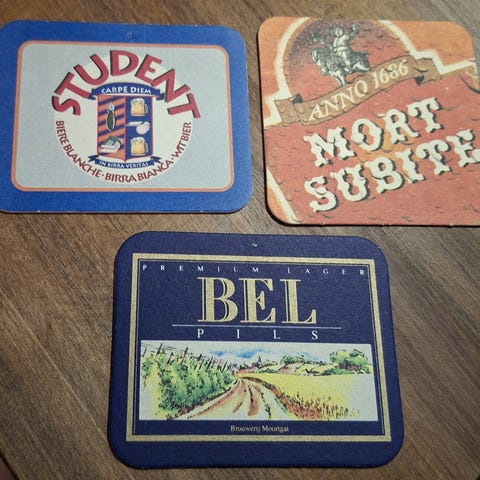 STUDENT
CARPE DIEM
IN BIRRA VERITAS
BIERE BLANCHE · BIRRA BIANCA · WIT BIER
ANNO 1686
MORT
SUBITE
PREMIUM LAGER
BEL
PILS
Brouwerij Moortgat